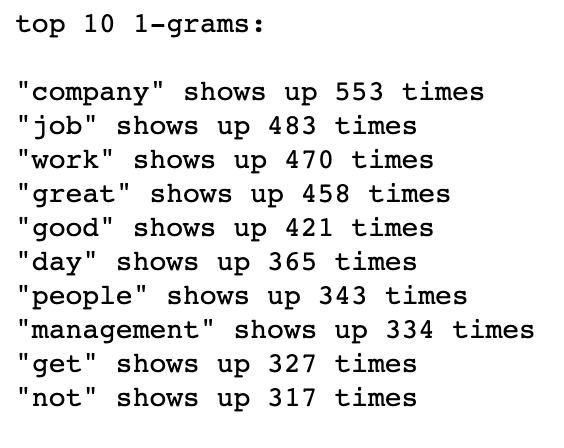 top 10 1-grams:
"company" shows up 553 times
"job" shows up 483 times
"work" shows up 470 times
"great" shows up 458 times
"good" shows up 421 times
"day" shows up 365 times
"people" shows up 343 times
"management" shows up 334 times
"get" shows up 327 times
"not" shows up 317 times